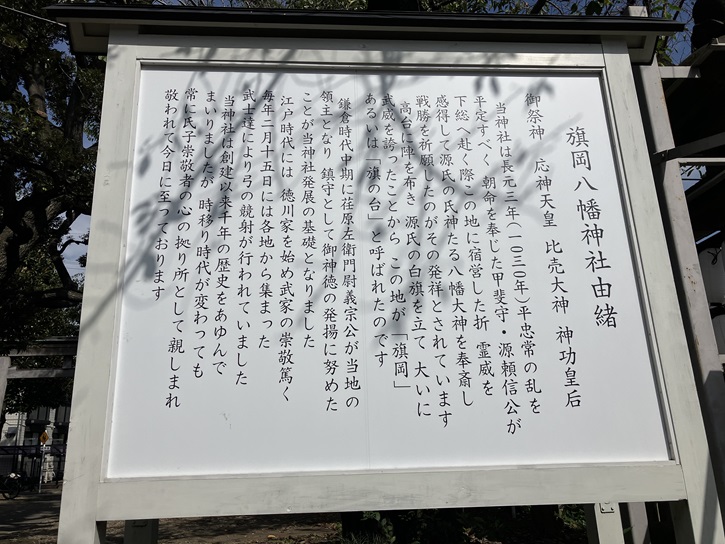 旗岡八幡神社由緒
御祭神 応神天皇 比売大神 神功皇后
当神社は長元三年(一〇三〇年)平忠常の乱を
平定すべく 朝命を奉じた甲斐守・源頼信公が
下総へ赴く際この地に宿営した折 霊威を
感得して源氏の氏神たる八幡大神を奉斎し
戦勝を祈願したのがその発祥とされています
高台に陣を布き 源氏の白旗を立て 大いに
武威を誇ったことから この地が「旗岡」
あるいは「旗の台」と呼ばれたのです
鎌倉時代中期に荏原左衛門尉義宗公が当地の
領主となり 鎮守として御神徳の発揚に努めた
ことが当神社発展の基礎となりました
江戸時代には 徳川家を始め武家の崇敬篤く
毎年二月十五日には各地から集まった
武士達により弓の競射が行われていました
当神社は創建以来千年の歴史をあゆんで
まいりましたが 時移り時代が変わっても
常に氏子崇敬者の心の拠り所として親しまれ
敬われて今日に至っております